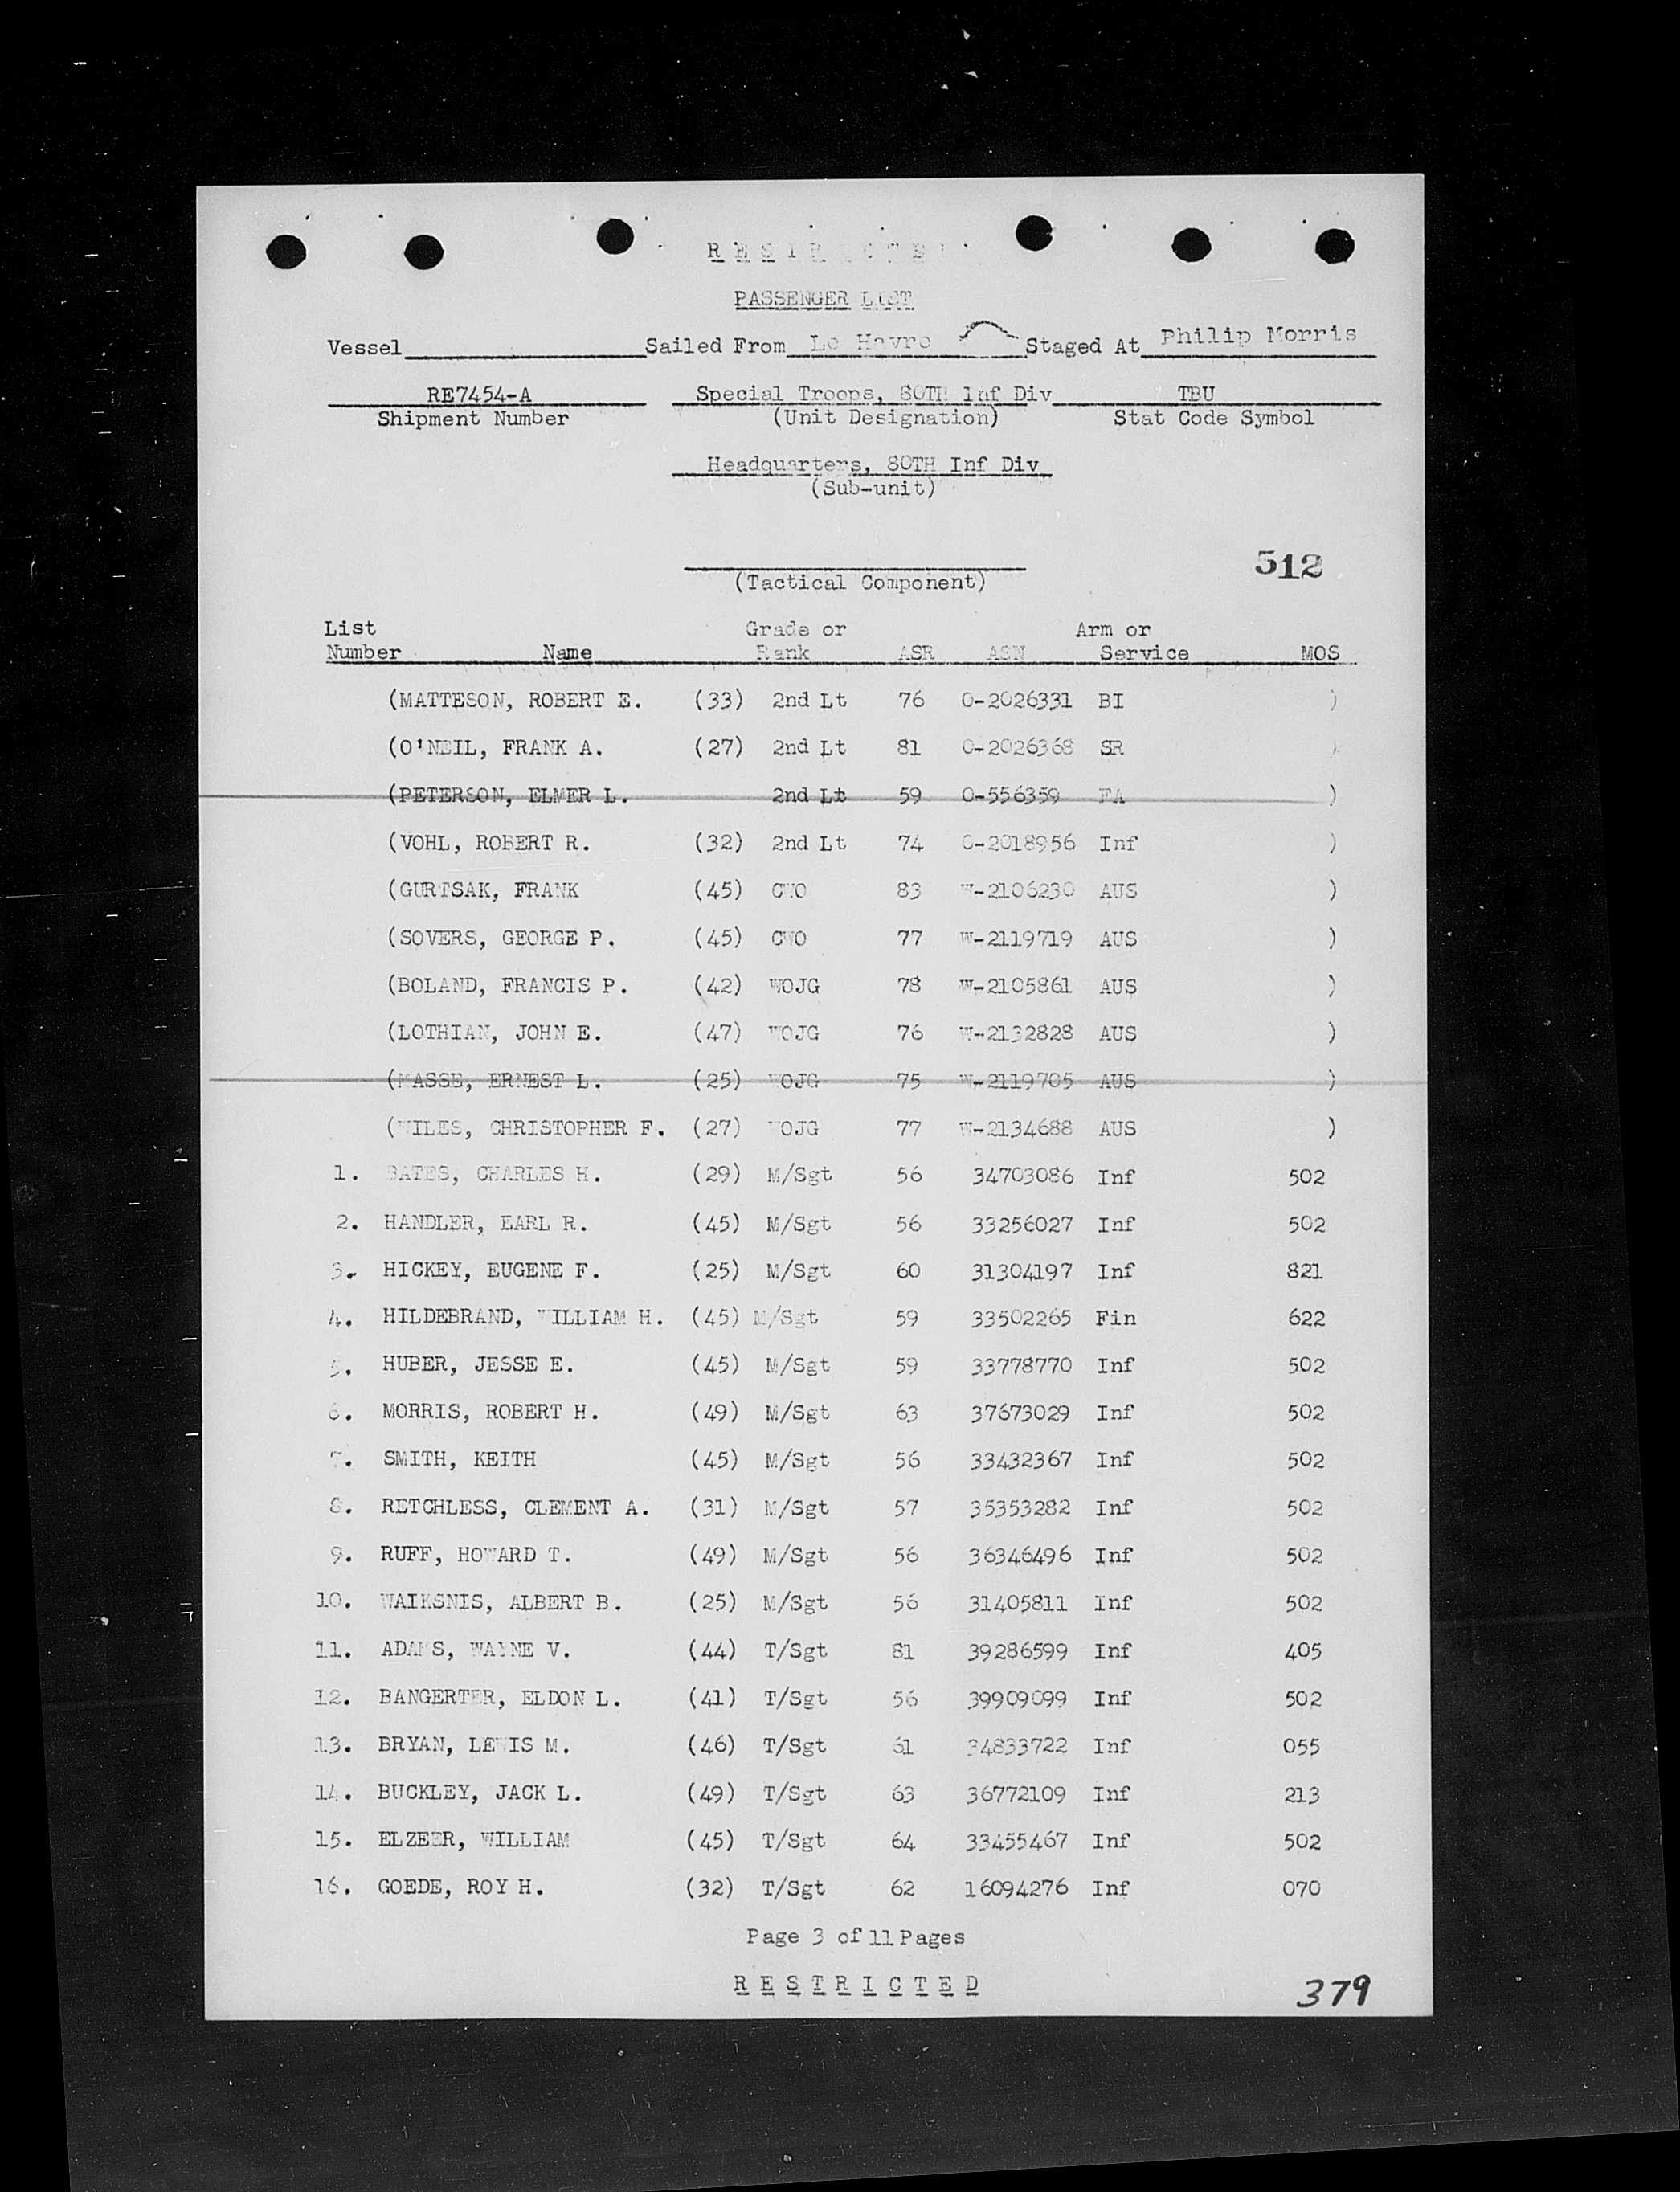 RESTRICTED
PASSENGER LIST
Vessel Sailed From Le Havre Staged At Philip Morris
RE7454-A Special Troops, 80TH Inf Div TBU
Shipment Number (Unit Designation) Stat Code Symbol
Headquarters, 80TH Inf Div
(Sub-unit)
512
(Tactical Component)
List Grade or Arm or
Number Name Rank ASR ASN Service MOS
(MATTESON, ROBERT E. (33) 2nd Lt 76 O-2026331 BI )
(O'NEIL, FRANK A. (27) 2nd Lt 81 O-2026368 SR )
(PETERSON, ELMER L. 2nd Lt 59 O-556359 FA )
(VOHL, ROBERT R. (32) 2nd Lt 74 O-2018956 Inf )
(GURTSAK, FRANK (45) CWO 83 W-2106230 AUS )
(SOVERS, GEORGE P. (45) CWO 77 W-2119719 AUS )
(BOLAND, FRANCIS P. (42) WOJG 78 W-2105861 AUS )
(LOTHIAN, JOHN E. (47) WOJG 76 W-2132828 AUS )
(MASSE, ERNEST L. (25) WOJG 75 W-2119705 AUS )
(WILES, CHRISTOPHER F. (27) WOJG 77 W-2134688 AUS )
1. BATES, CHARLES H. (29) M/Sgt 56 34703086 Inf 502
2. HANDLER, EARL R. (45) M/Sgt 56 33256027 Inf 502
3. HICKEY, EUGENE F. (25) M/Sgt 60 31304197 Inf 821
4. HILDEBRAND, WILLIAM H. (45) M/Sgt 59 33502265 Fin 622
5. HUBER, JESSE E. (45) M/Sgt 59 33778770 Inf 502
6. MORRIS, ROBERT H. (49) M/Sgt 63 37673029 Inf 502
7. SMITH, KEITH (45) M/Sgt 56 33432367 Inf 502
8. RETCHLESS, CLEMENT A. (31) M/Sgt 57 35353282 Inf 502
9. RUFF, HOWARD T. (49) M/Sgt 56 36346496 Inf 502
10. WAIKSNIS, ALBERT B. (25) M/Sgt 56 31405811 Inf 502
11. ADAMS, WAYNE V. (44) T/Sgt 81 39286599 Inf 405
12. BANGERTER, ELDON L. (41) T/Sgt 56 39909099 Inf 502
13. BRYAN, LEWIS M. (46) T/Sgt 61 34833722 Inf 055
14. BUCKLEY, JACK L. (49) T/Sgt 63 36772109 Inf 213
15. ELZEER, WILLIAM (45) T/Sgt 64 33455467 Inf 502
16. GOEDE, ROY H. (32) T/Sgt 62 16094276 Inf 070
Page 3 of 11 Pages
RESTRICTED
379